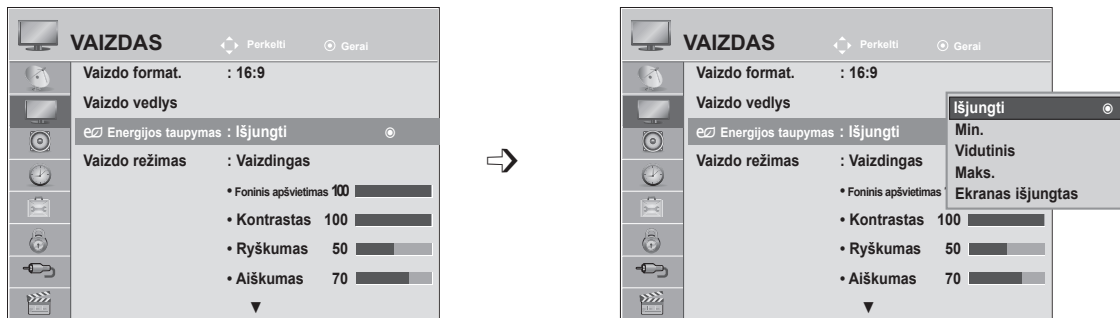 VAIZDAS Perkelti Gerai
Vaizdo format. : 16:9
Vaizdo vedlys
Energijos taupymas : Išjungti
Vaizdo režimas : Vaizdingas
• Foninis apšvietimas 100
• Kontrastas 100
• Ryškumas 50
• Aiškumas 70
VAIZDAS Perkelti Gerai
Vaizdo format. : 16:9
Vaizdo vedlys
Energijos taupymas : Išjungti
Vaizdo režimas : Vaizdingas
• Foninis apšvietimas
• Kontrastas 100
• Ryškumas 50
• Aiškumas 70
Išjungti
Min.
Vidutinis
Maks.
Ekranas išjungtas